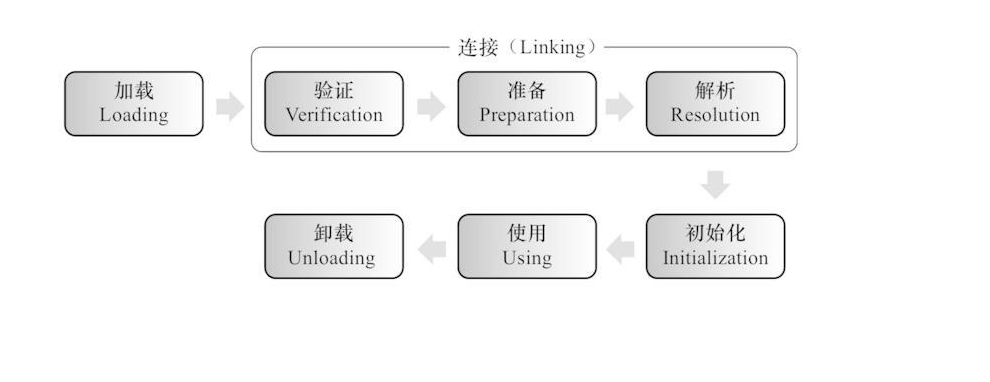 连接（Linking）
加载
Loading
验证
Verification
准备
Preparation
解析
Resolution
初始化
Initialization
使用
Using
卸载
Unloading